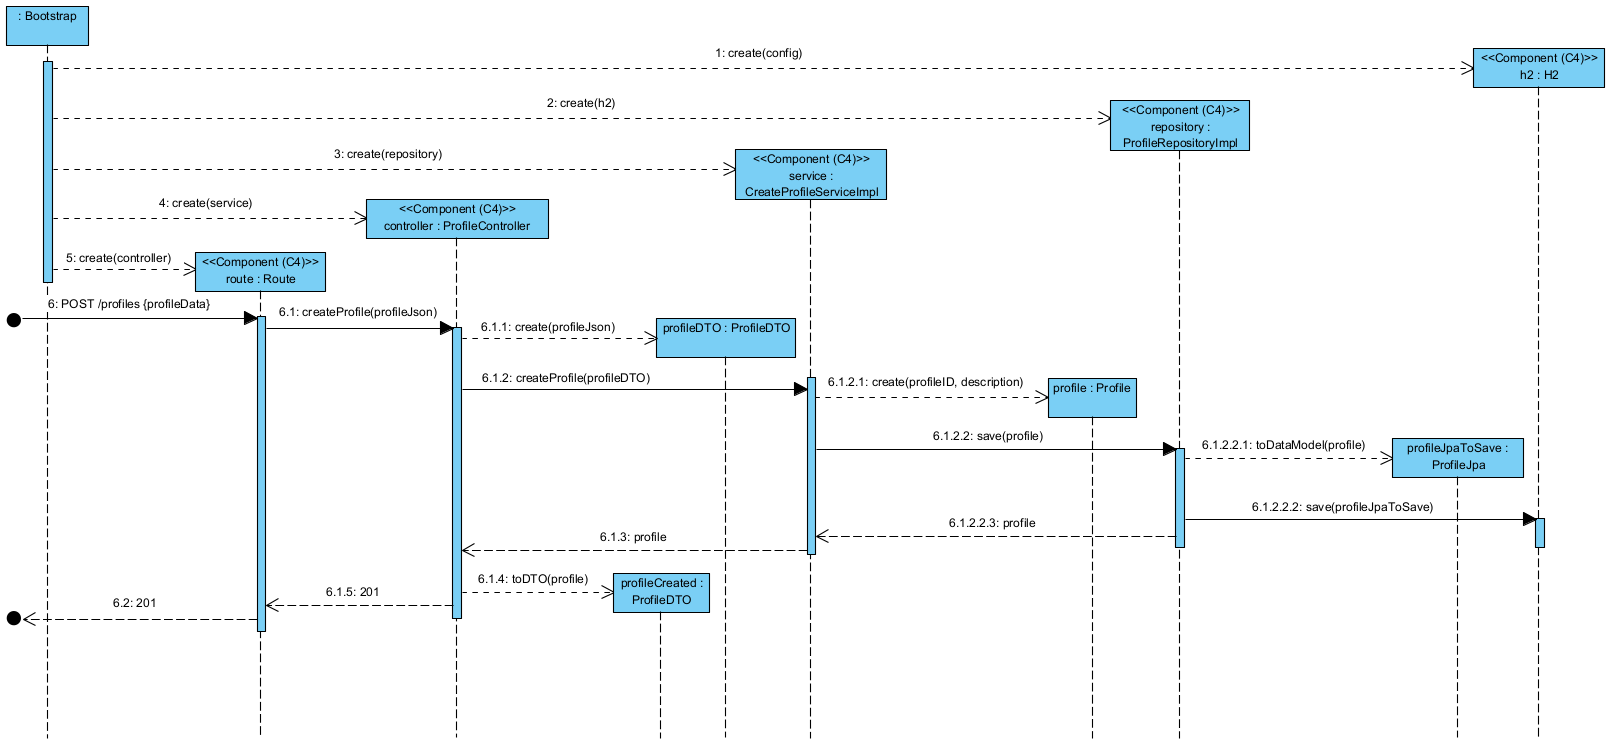 : Bootstrap
1: create(config)
<<Component (C4)>>
h2 : H2
2: create(h2)
<<Component (C4)>>
repository :
ProfileRepositoryImpl
3: create(repository)
<<Component (C4)>>
service :
CreateProfileServiceImpl
4: create(service)
<<Component (C4)>>
controller : ProfileController
5: create(controller)
<<Component (C4)>>
route : Route
6: POST /profiles {profileData}
6.1: createProfile(profileJson)
6.1.1: create(profileJson)
profileDTO : ProfileDTO
6.1.2: createProfile(profileDTO)
6.1.2.1: create(profileID, description)
profile : Profile
6.1.2.2: save(profile)
6.1.2.2.1: toDataModel(profile)
profileJpaToSave :
ProfileJpa
6.1.2.2.2: save(profileJpaToSave)
6.1.2.2.3: profile
6.1.3: profile
6.1.4: toDTO(profile)
profileCreated :
ProfileDTO
6.1.5: 201
6.2: 201